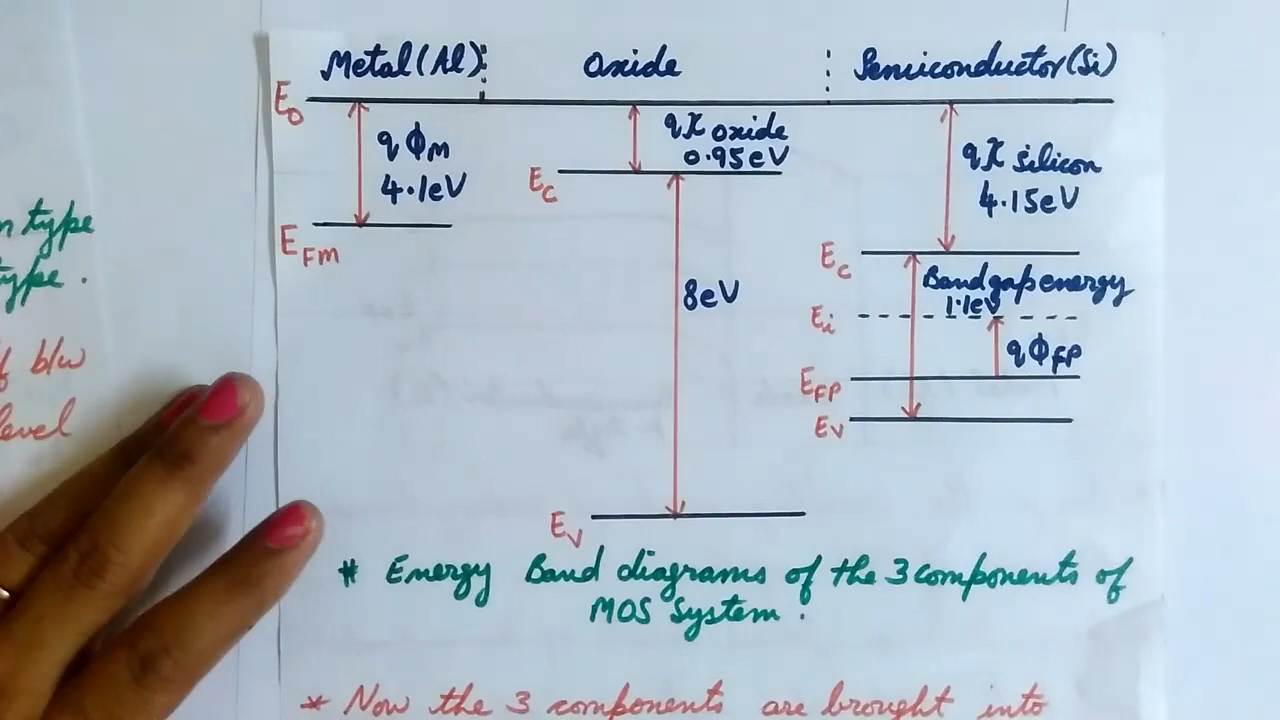 Metal (Al)
Oxide
Semiconductor (Si)
E₀
qΦM
4.1eV
EFm
qχ oxide
0.95eV
EC
8eV
EV
qχ silicon
4.15eV
EC
Bandgap energy
1.1eV
Ei
qΦFP
EFP
EV
# Energy Band diagrams of the 3 components of
MOS System.
* Now the 3 components are brought into
n type
type.
b/w
level